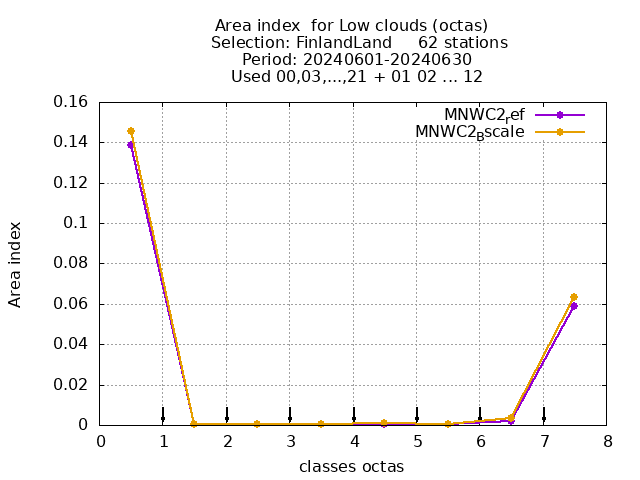 Area index  for Low clouds (octas)
Selection: FinlandLand     62 stations
Period: 20240601-20240630
Used 00,03,...,21 + 01 02 ... 12
MNWC2ref
MNWC2Bscale
0.16
0.14
0.12
0.1
0.08
0.06
0.04
0.02
0
Area index
0 1 2 3 4 5 6 7 8
classes octas